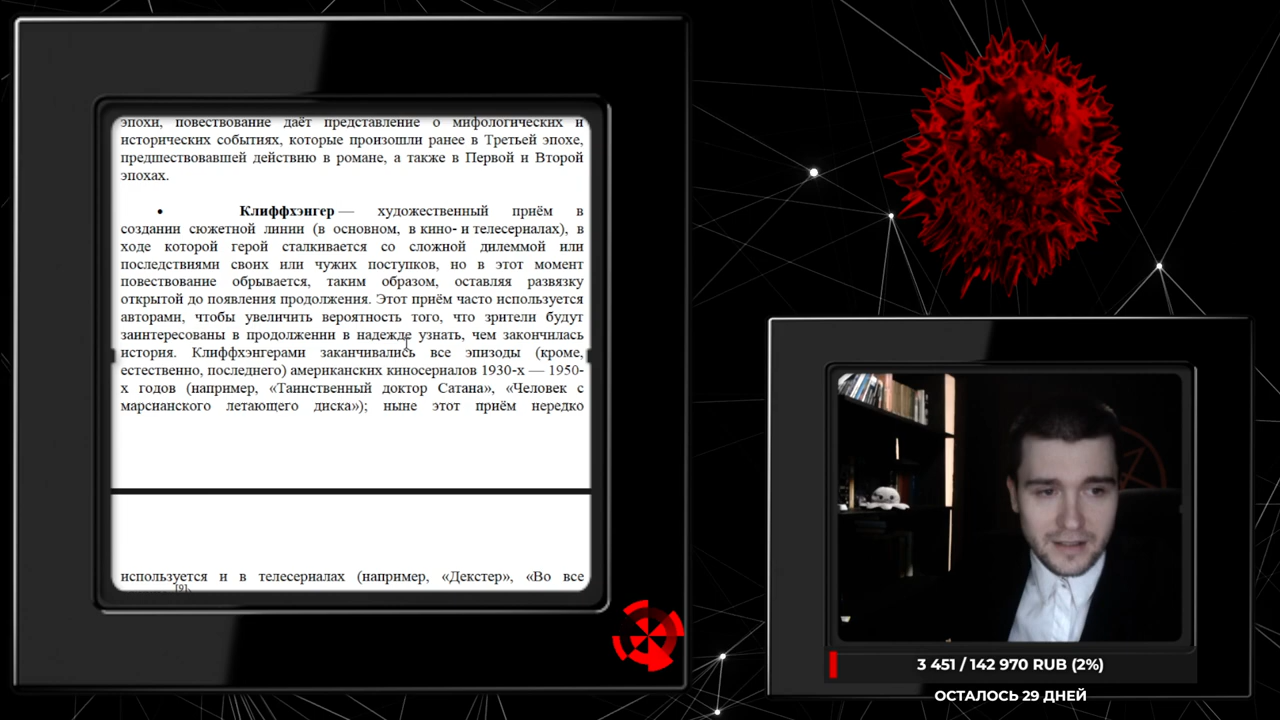 эпохи, повествование даёт представление о мифологических и
исторических событиях, которые произошли ранее в Третьей эпохе,
предшествовавшей действию в романе, а также в Первой и Второй
эпохах.
• Клиффхэнгер — художественный приём в
создании сюжетной линии (в основном, в кино- и телесериалах), в
ходе которой герой сталкивается со сложной дилеммой или
последствиями своих или чужих поступков, но в этот момент
повествование обрывается, таким образом, оставляя развязку
открытой до появления продолжения. Этот приём часто используется
авторами, чтобы увеличить вероятность того, что зрители будут
заинтересованы в продолжении в надежде узнать, чем закончилась
история. Клиффхэнгерами заканчивались все эпизоды (кроме,
естественно, последнего) американских киносериалов 1930-х — 1950-
х годов (например, «Таинственный доктор Сатана», «Человек с
марсианского летающего диска»); ныне этот приём нередко
используется и в телесериалах (например, «Декстер», «Во все
[9]
3 451 / 142 970 RUB (2%)
ОСТАЛОСЬ 29 ДНЕЙ